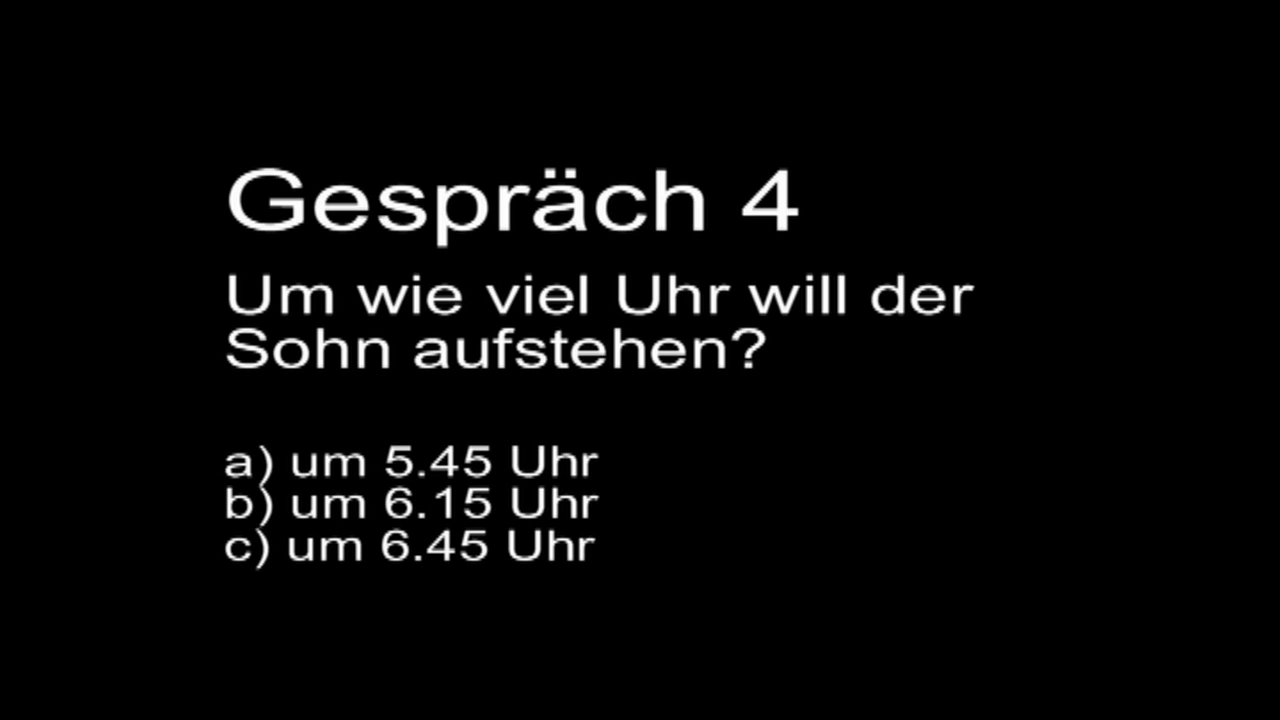 Gespräch 4
Um wie viel Uhr will der
Sohn aufstehen?
a) um 5.45 Uhr
b) um 6.15 Uhr
c) um 6.45 Uhr